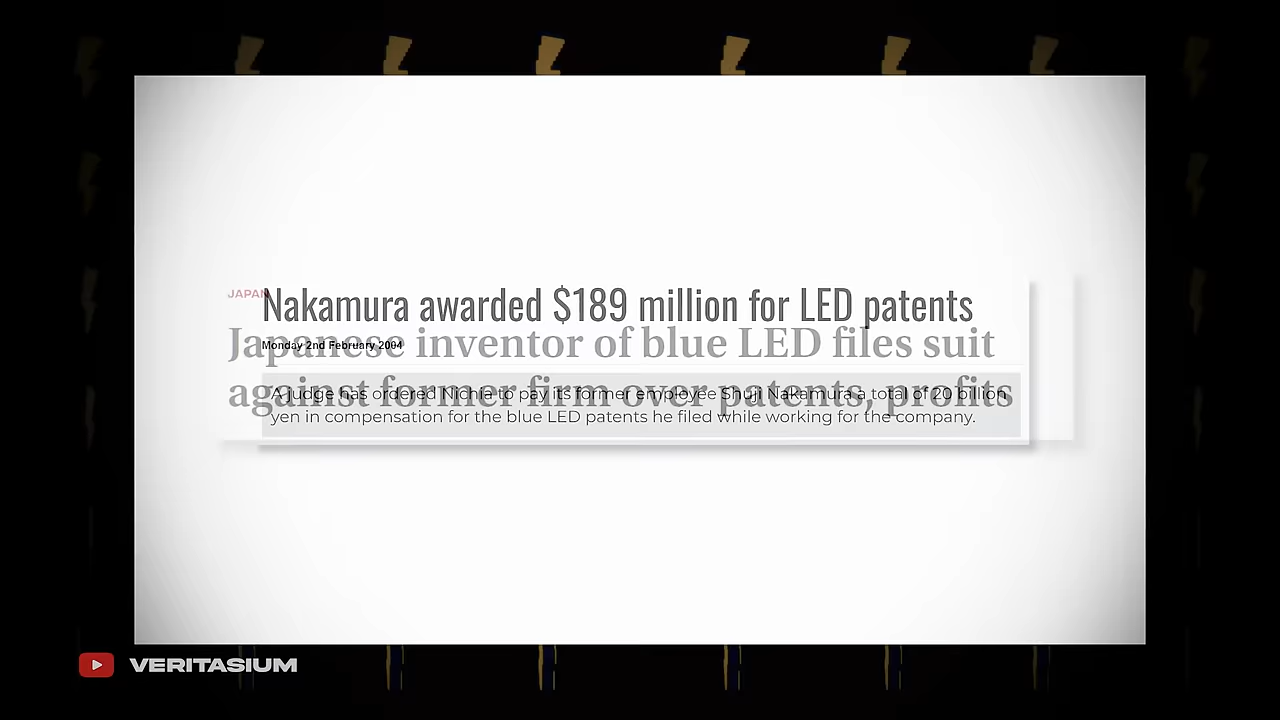 JAPAN
Nakamura awarded $189 million for LED patents
Japanese inventor of blue LED files suit
Monday 2nd February 2004
against former firm over patents, profits
A judge has ordered Nichia to pay its former employee Shuji Nakamura a total of 20 billion
yen in compensation for the blue LED patents he filed while working for the company.
VERITASIUM